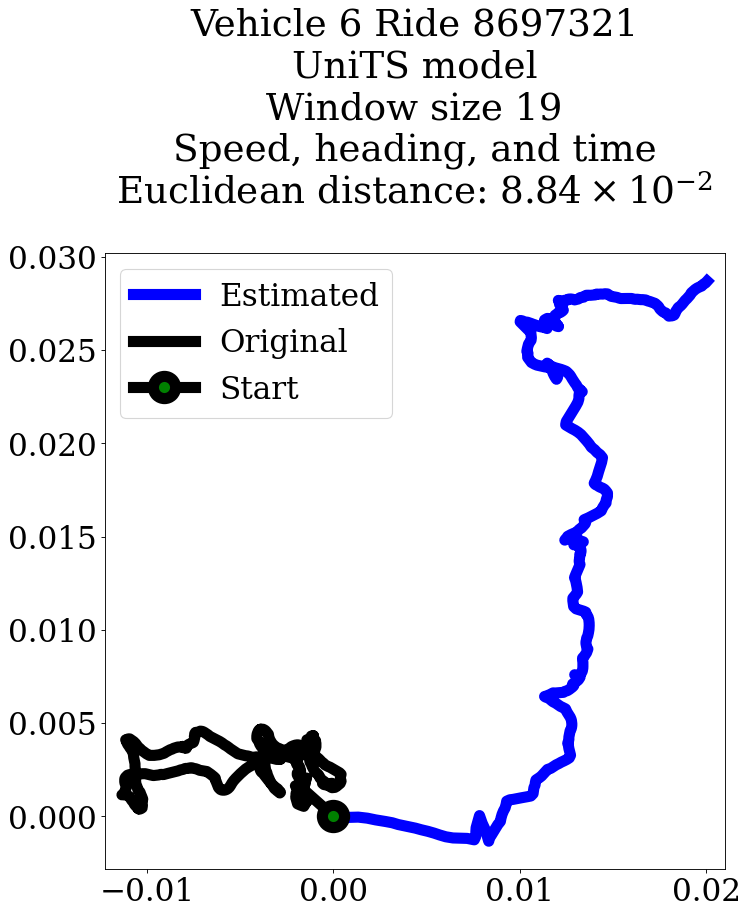 Vehicle 6 Ride 8697321
UniTS model
Window size 19
Speed, heading, and time
Euclidean distance: 8.84 × 10⁻²
0.030
Estimated
Original
Start
0.025
0.020
0.015
0.010
0.005
0.000
−0.01 0.00 0.01 0.02